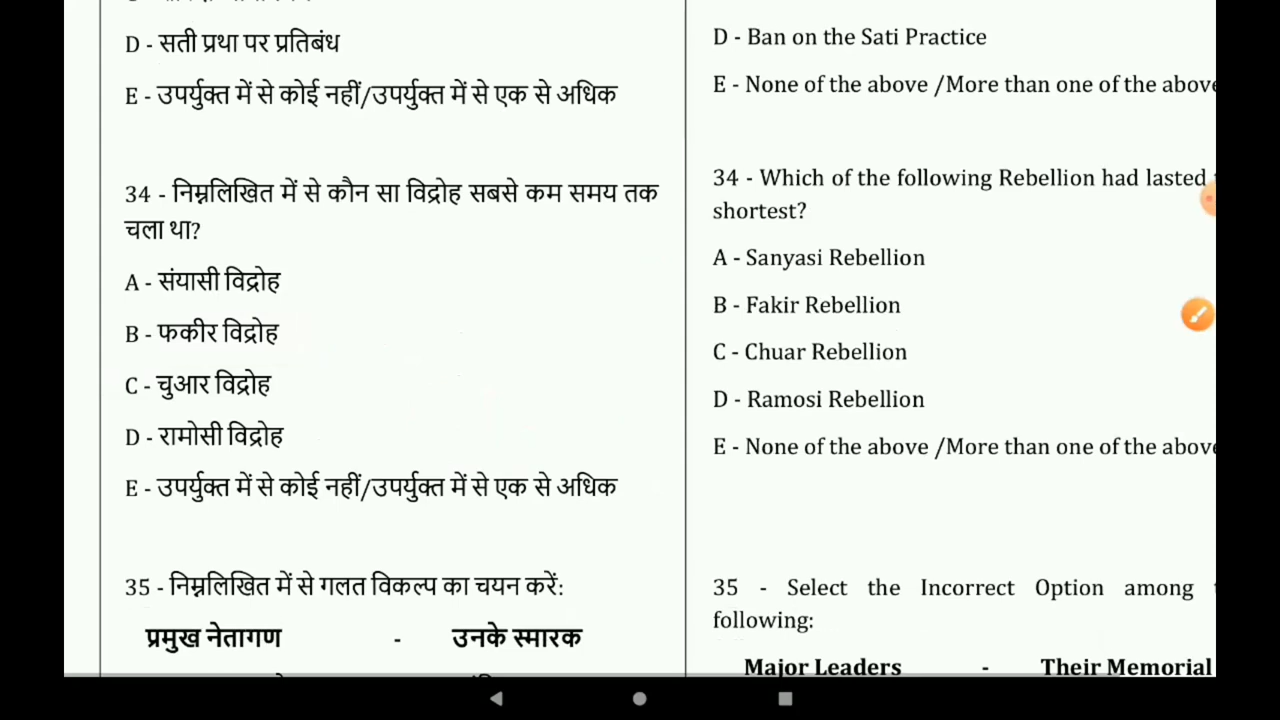 D - सती प्रथा पर प्रतिबंध
E - उपर्युक्त में से कोई नहीं/उपर्युक्त में से एक से अधिक
34 - निम्नलिखित में से कौन सा विद्रोह सबसे कम समय तक
चला था?
A - संयासी विद्रोह
B - फकीर विद्रोह
C - चुआर विद्रोह
D - रामोसी विद्रोह
E - उपर्युक्त में से कोई नहीं/उपर्युक्त में से एक से अधिक
35 - निम्नलिखित में से गलत विकल्प का चयन करें:
प्रमुख नेतागण - उनके स्मारक
D - Ban on the Sati Practice
E - None of the above /More than one of the above
34 - Which of the following Rebellion had lasted
shortest?
A - Sanyasi Rebellion
B - Fakir Rebellion
C - Chuar Rebellion
D - Ramosi Rebellion
E - None of the above /More than one of the above
35 - Select the Incorrect Option among
following:
Major Leaders - Their Memorial